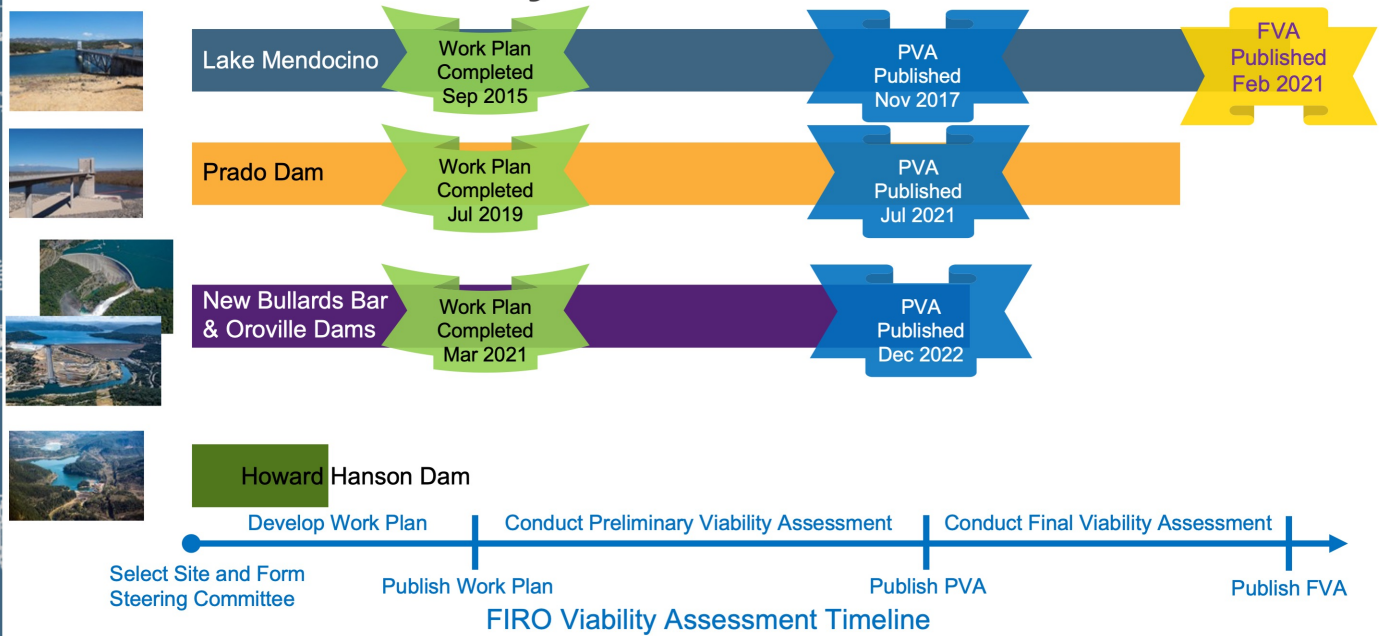 Lake Mendocino
Work Plan
Completed
Sep 2015
PVA
Published
Nov 2017
FVA
Published
Feb 2021
Prado Dam
Work Plan
Completed
Jul 2019
PVA
Published
Jul 2021
New Bullards Bar
& Oroville Dams
Work Plan
Completed
Mar 2021
PVA
Published
Dec 2022
Howard Hanson Dam
Develop Work Plan
Conduct Preliminary Viability Assessment
Conduct Final Viability Assessment
Select Site and Form
Steering Committee
Publish Work Plan
Publish PVA
Publish FVA
FIRO Viability Assessment Timeline